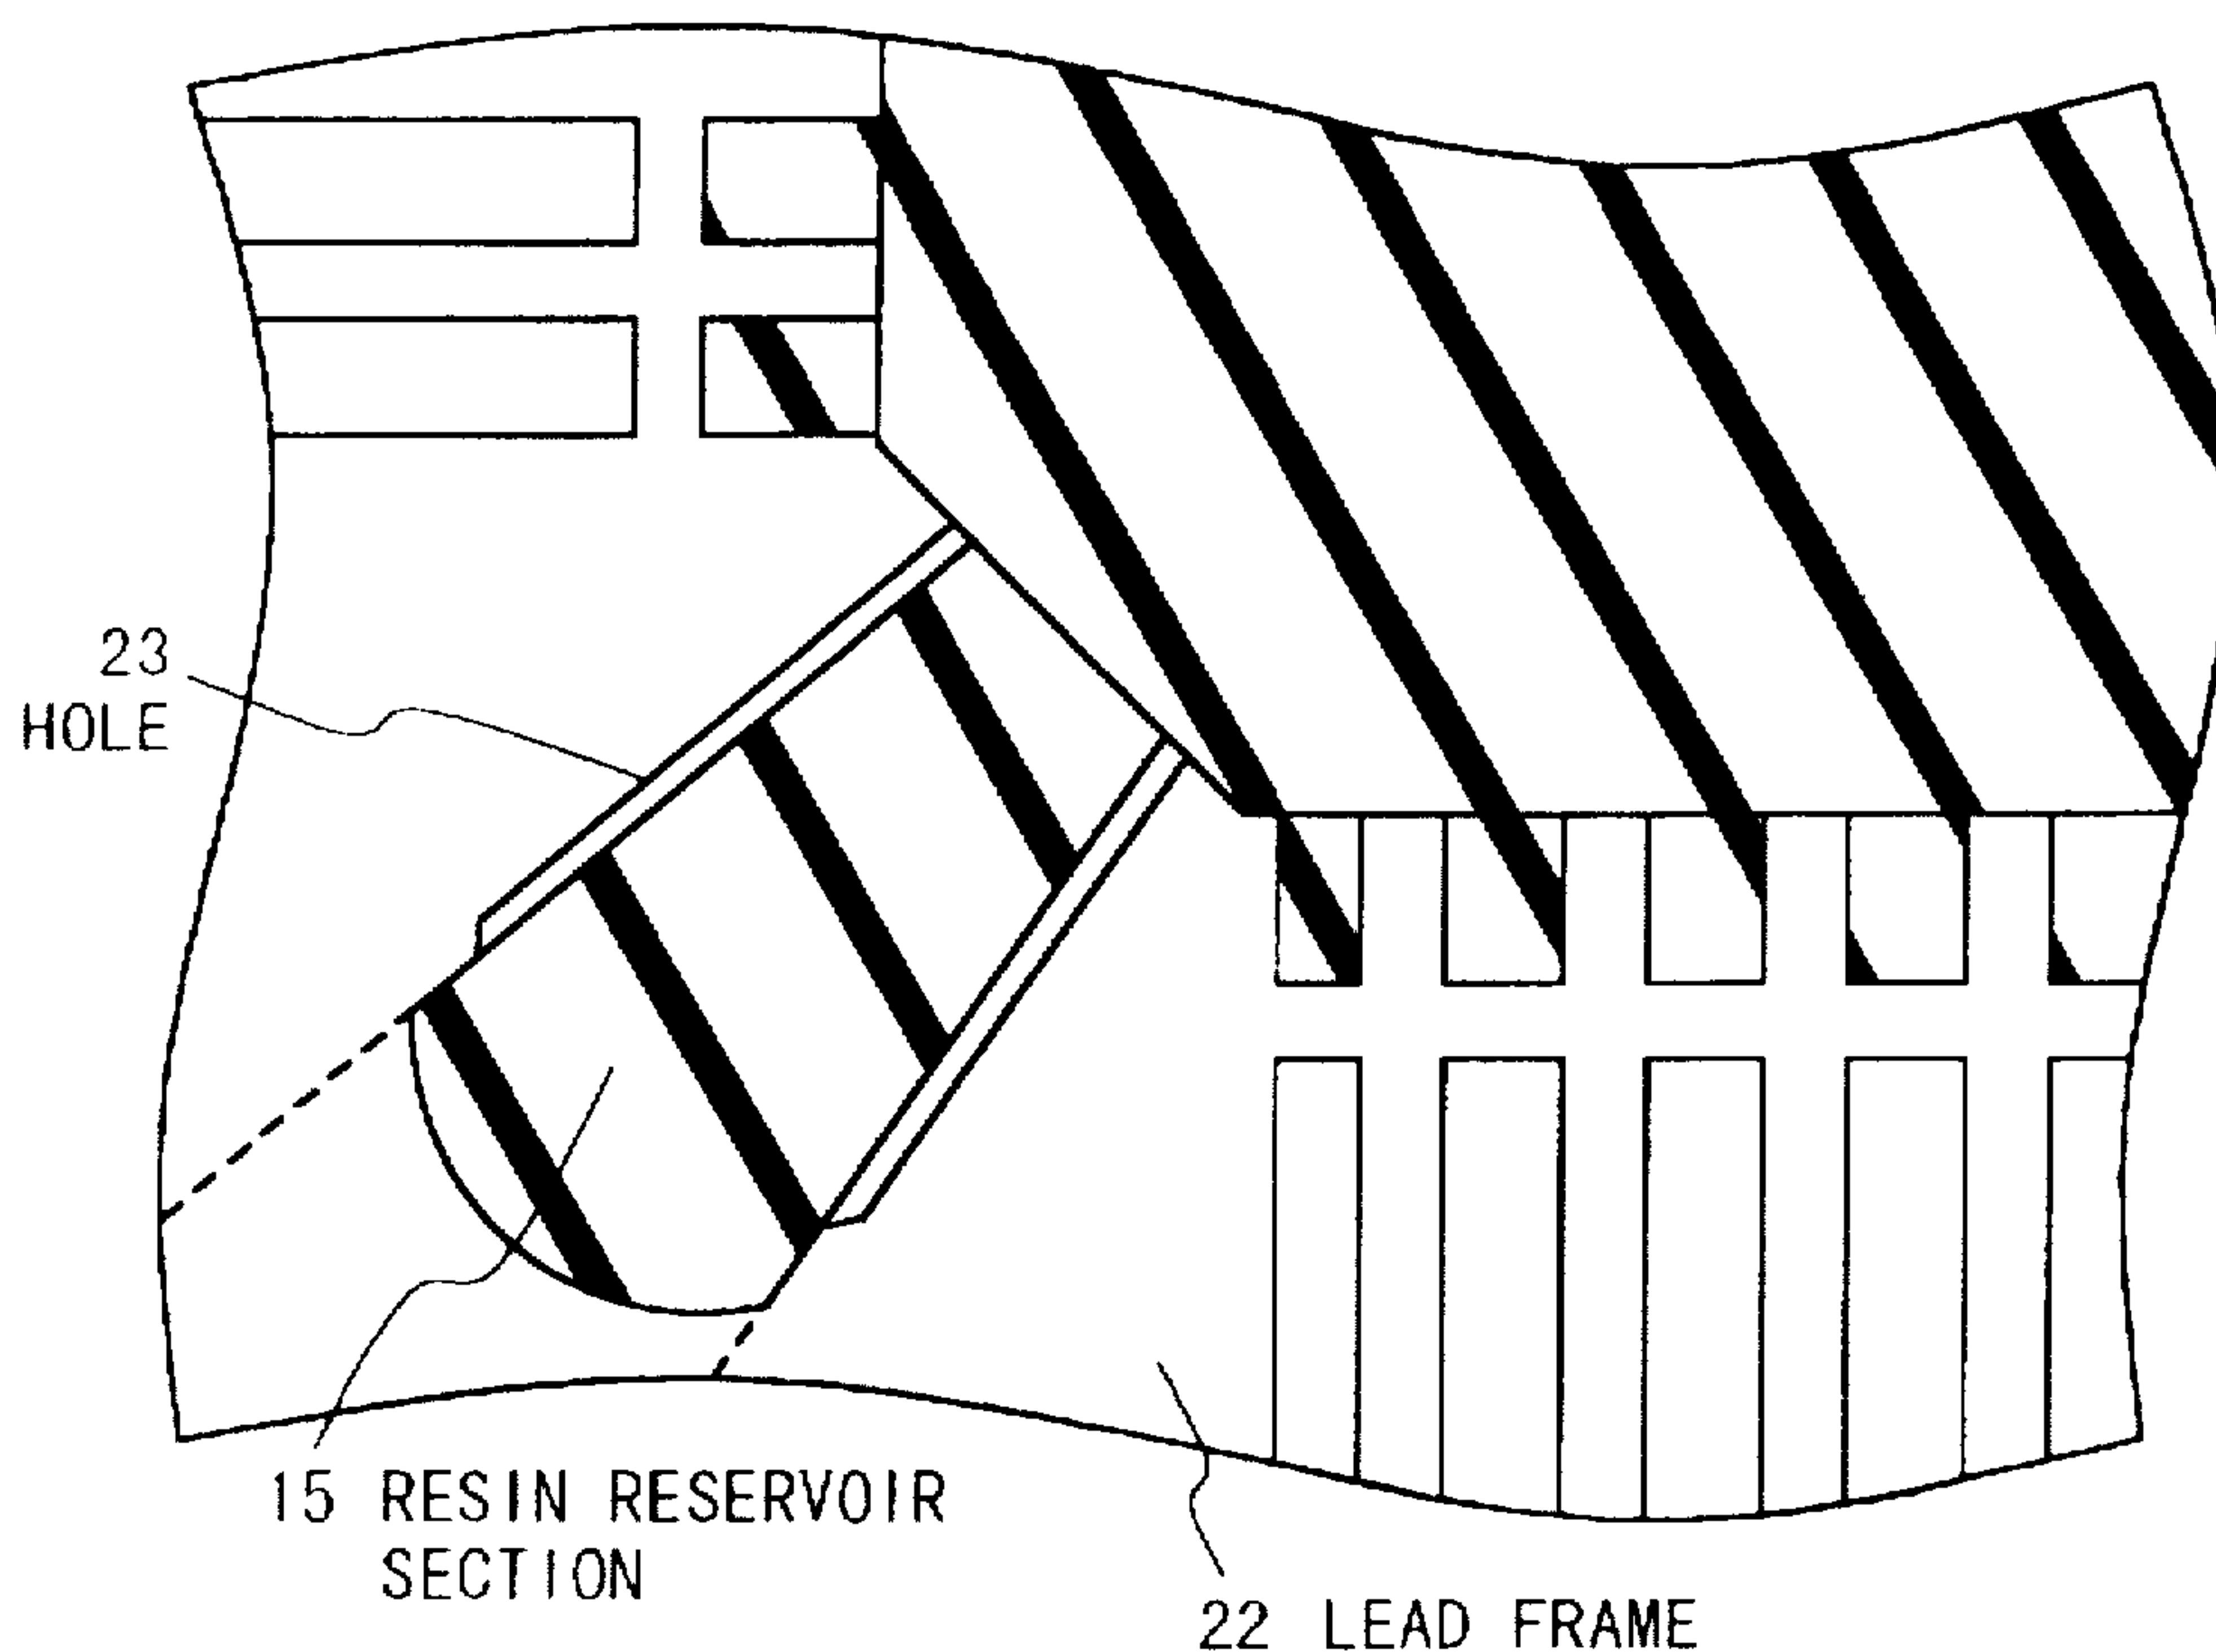 23
HOLE
15 RESIN RESERVOIR
SECTION
22 LEAD FRAME